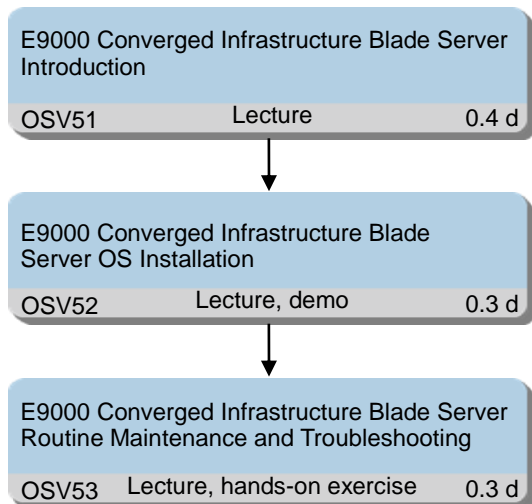 E9000 Converged Infrastructure Blade Server
Introduction
OSV51 Lecture 0.4 d
E9000 Converged Infrastructure Blade
Server OS Installation
OSV52 Lecture, demo 0.3 d
E9000 Converged Infrastructure Blade Server
Routine Maintenance and Troubleshooting
OSV53 Lecture, hands-on exercise 0.3 d